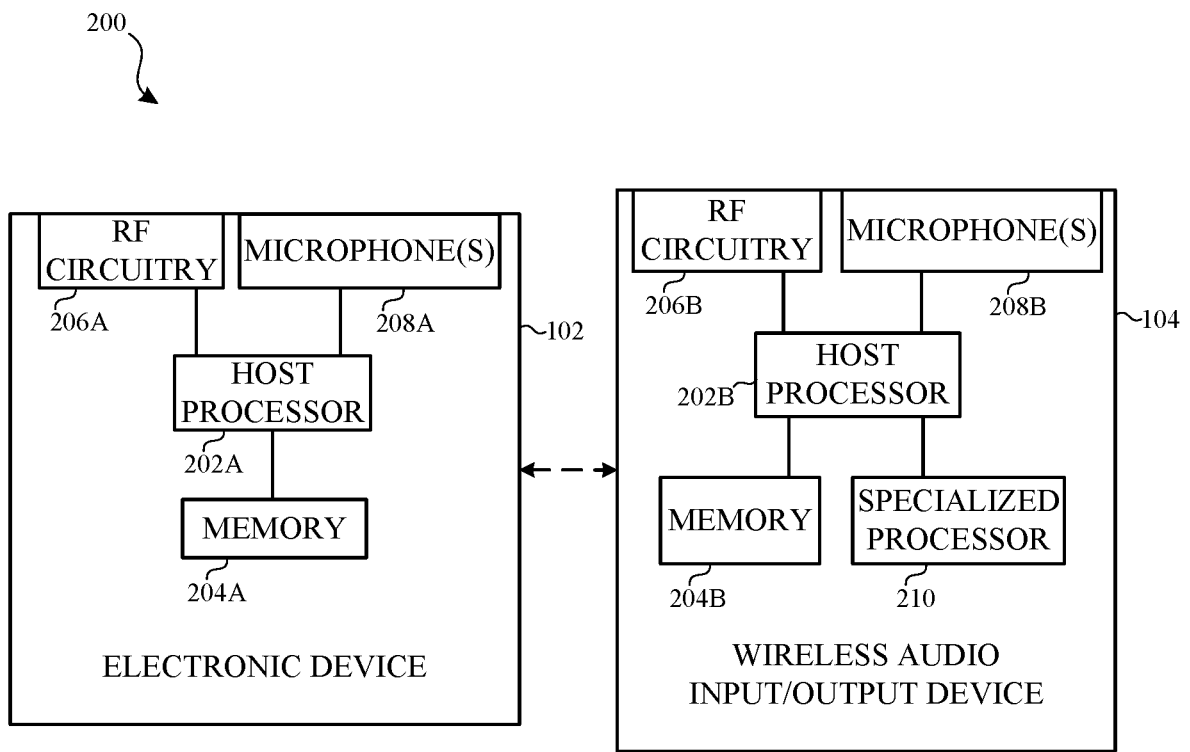 200
RF
CIRCUITRY
MICROPHONE(S)
206A
208A
102
HOST
PROCESSOR
202A
MEMORY
204A
ELECTRONIC DEVICE
RF
CIRCUITRY
MICROPHONE(S)
206B
208B
104
HOST
PROCESSOR
202B
MEMORY
SPECIALIZED
PROCESSOR
204B
210
WIRELESS AUDIO
INPUT/OUTPUT DEVICE